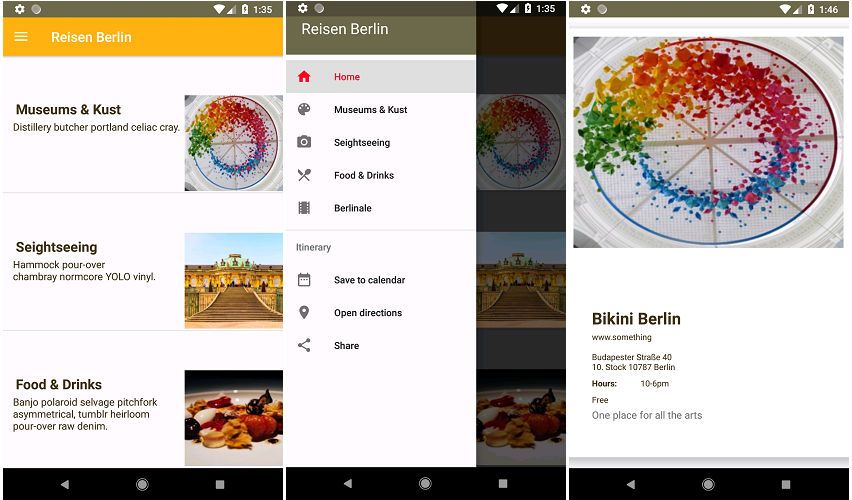 1:35
Reisen Berlin
Museums & Kust
Distillery butcher portland celiac cray.
Seightseeing
Hammock pour-over
chambray normcore YOLO vinyl.
Food & Drinks
Banjo polaroid selvage pitchfork
asymmetrical, tumblr heirloom
pour-over raw denim.
1:35
Reisen Berlin
Home
Museums & Kust
Seightseeing
Food & Drinks
Berlinale
Itinerary
Save to calendar
Open directions
Share
1:46
Bikini Berlin
www.something
Budapester Straße 40
10. Stock 10787 Berlin
Hours: 10-6pm
Free
One place for all the arts